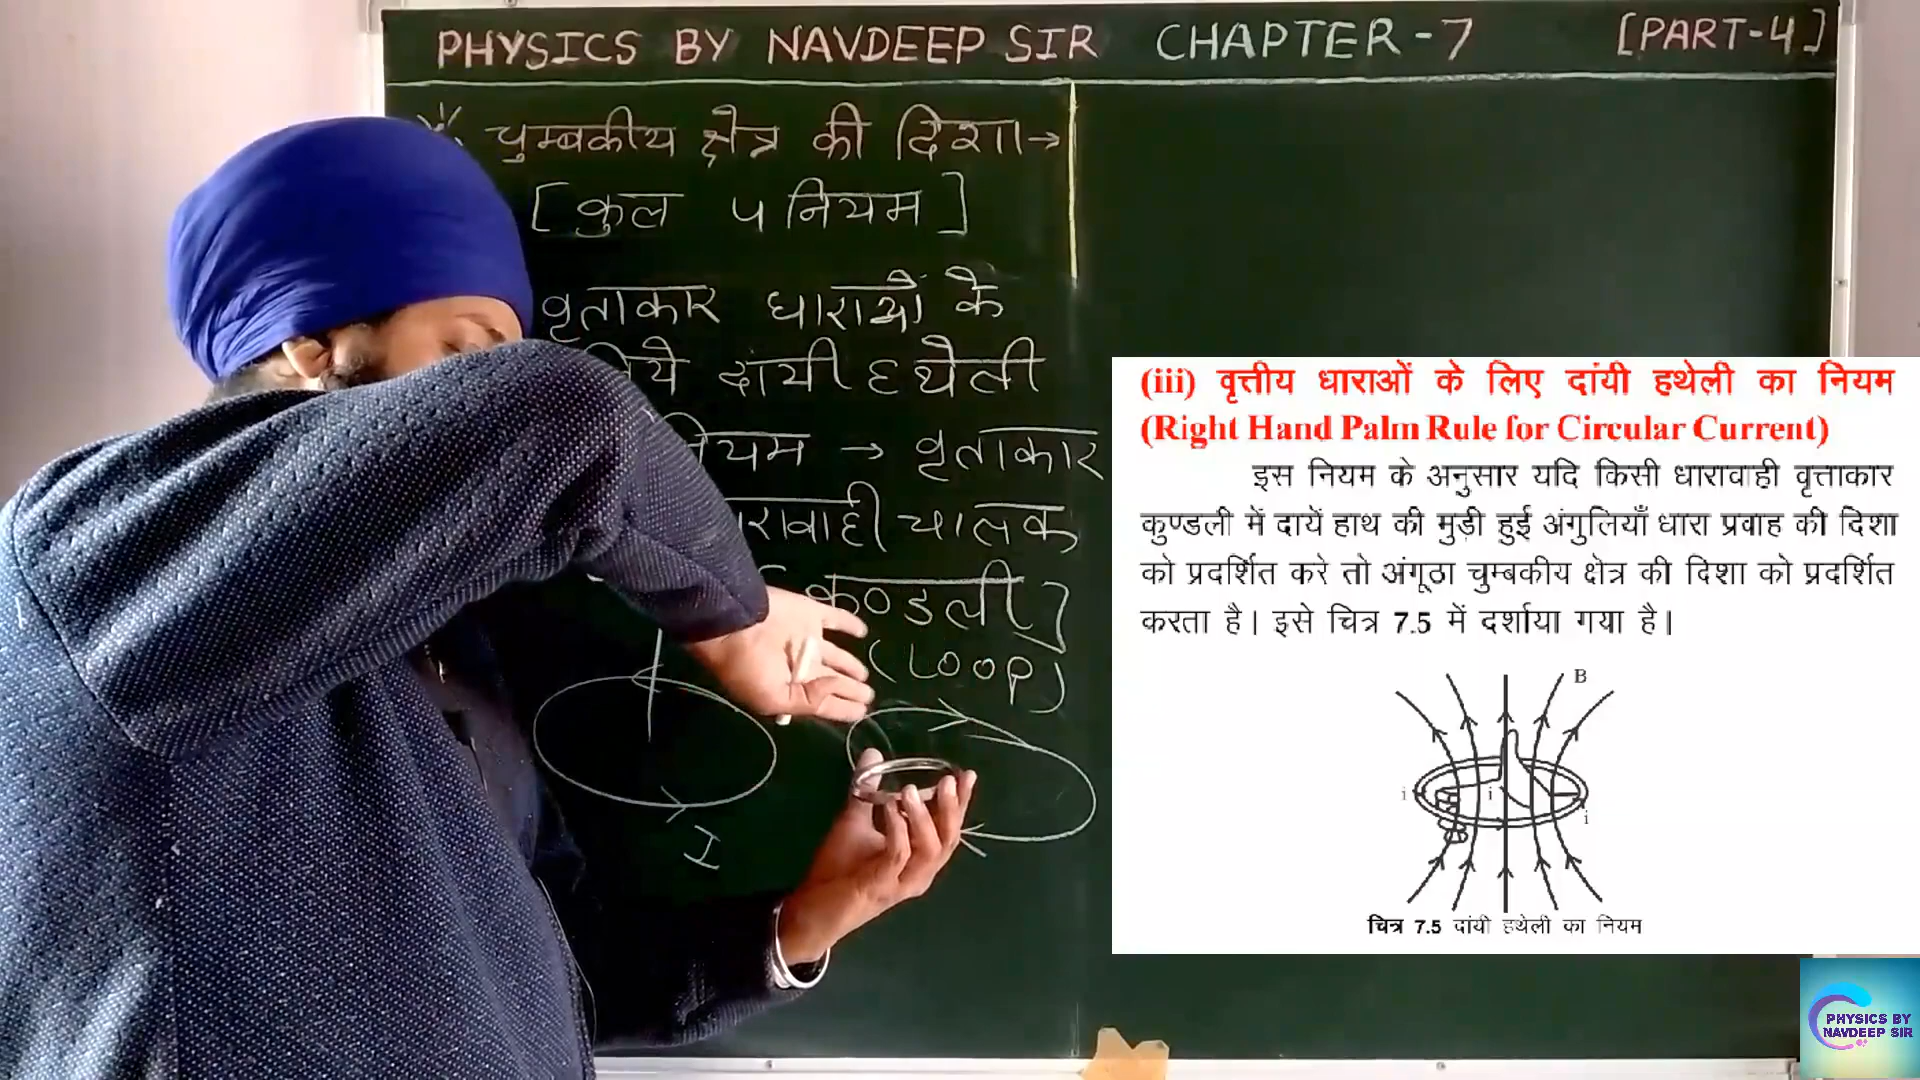 PHYSICS BY NAVDEEP SIR CHAPTER-7 [PART-4]
चुम्बकीय क्षेत्र की दिशा→
[कुल 4 नियम]
वृताकार धाराओं के
लिये दायी हथेली
नियम → वृताकार
चालक
कुण्डली]
(LOOP)
I
(iii) वृत्तीय धाराओं के लिए दांयी हथेली का नियम
(Right Hand Palm Rule for Circular Current)
इस नियम के अनुसार यदि किसी धारावाही वृत्ताकार
कुण्डली में दायें हाथ की मुड़ी हुई अंगुलियाँ धारा प्रवाह की दिशा
को प्रदर्शित करे तो अंगूठा चुम्बकीय क्षेत्र की दिशा को प्रदर्शित
करता है। इसे चित्र 7.5 में दर्शाया गया है।
B
i i
i
चित्र 7.5 दांयी हथेली का नियम
PHYSICS BY
NAVDEEP SIR